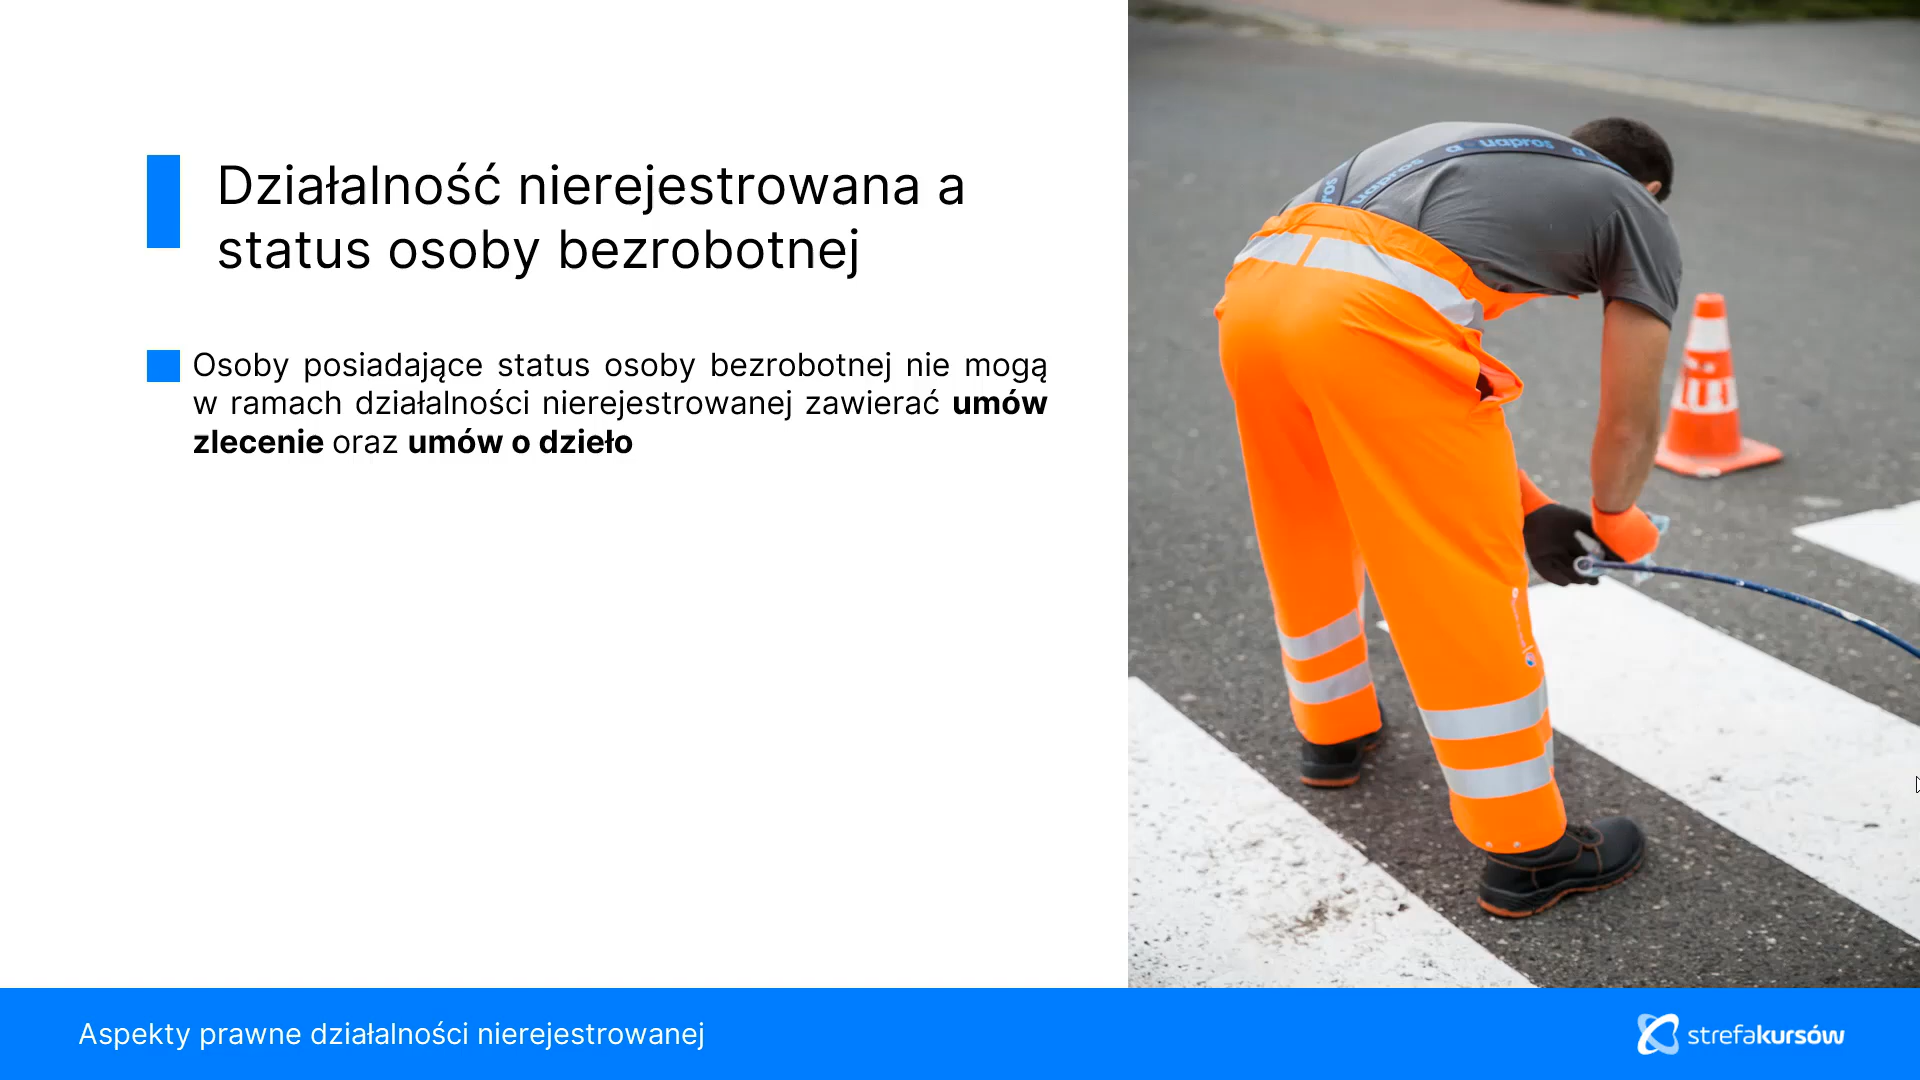 Działalność nierejestrowana a
status osoby bezrobotnej
Osoby posiadające status osoby bezrobotnej nie mogą
w ramach działalności nierejestrowanej zawierać umów
zlecenie oraz umów o dzieło
Aspekty prawne działalności nierejestrowanej
strefakursów